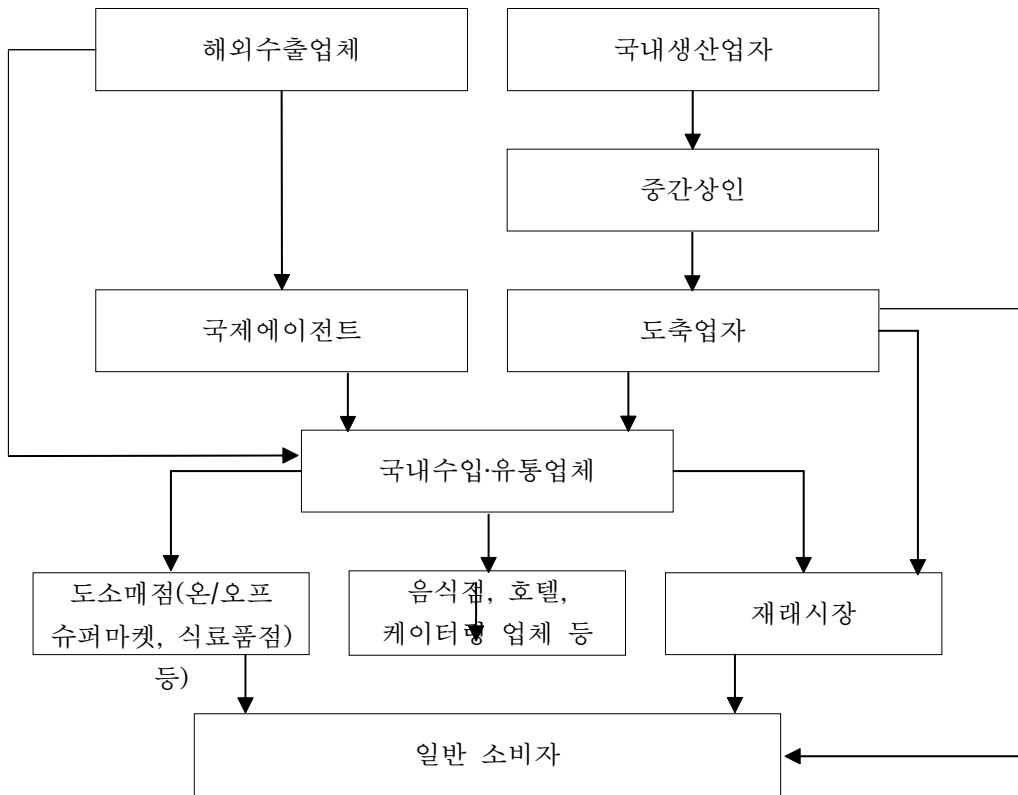 해외수출업체
국내생산업자
중간상인
국제에이전트
도축업자
국내수입·유통업체
도소매점(온/오프
슈퍼마켓, 식료품점)
등)
음식점, 호텔,
케이터링 업체 등
재래시장
일반 소비자